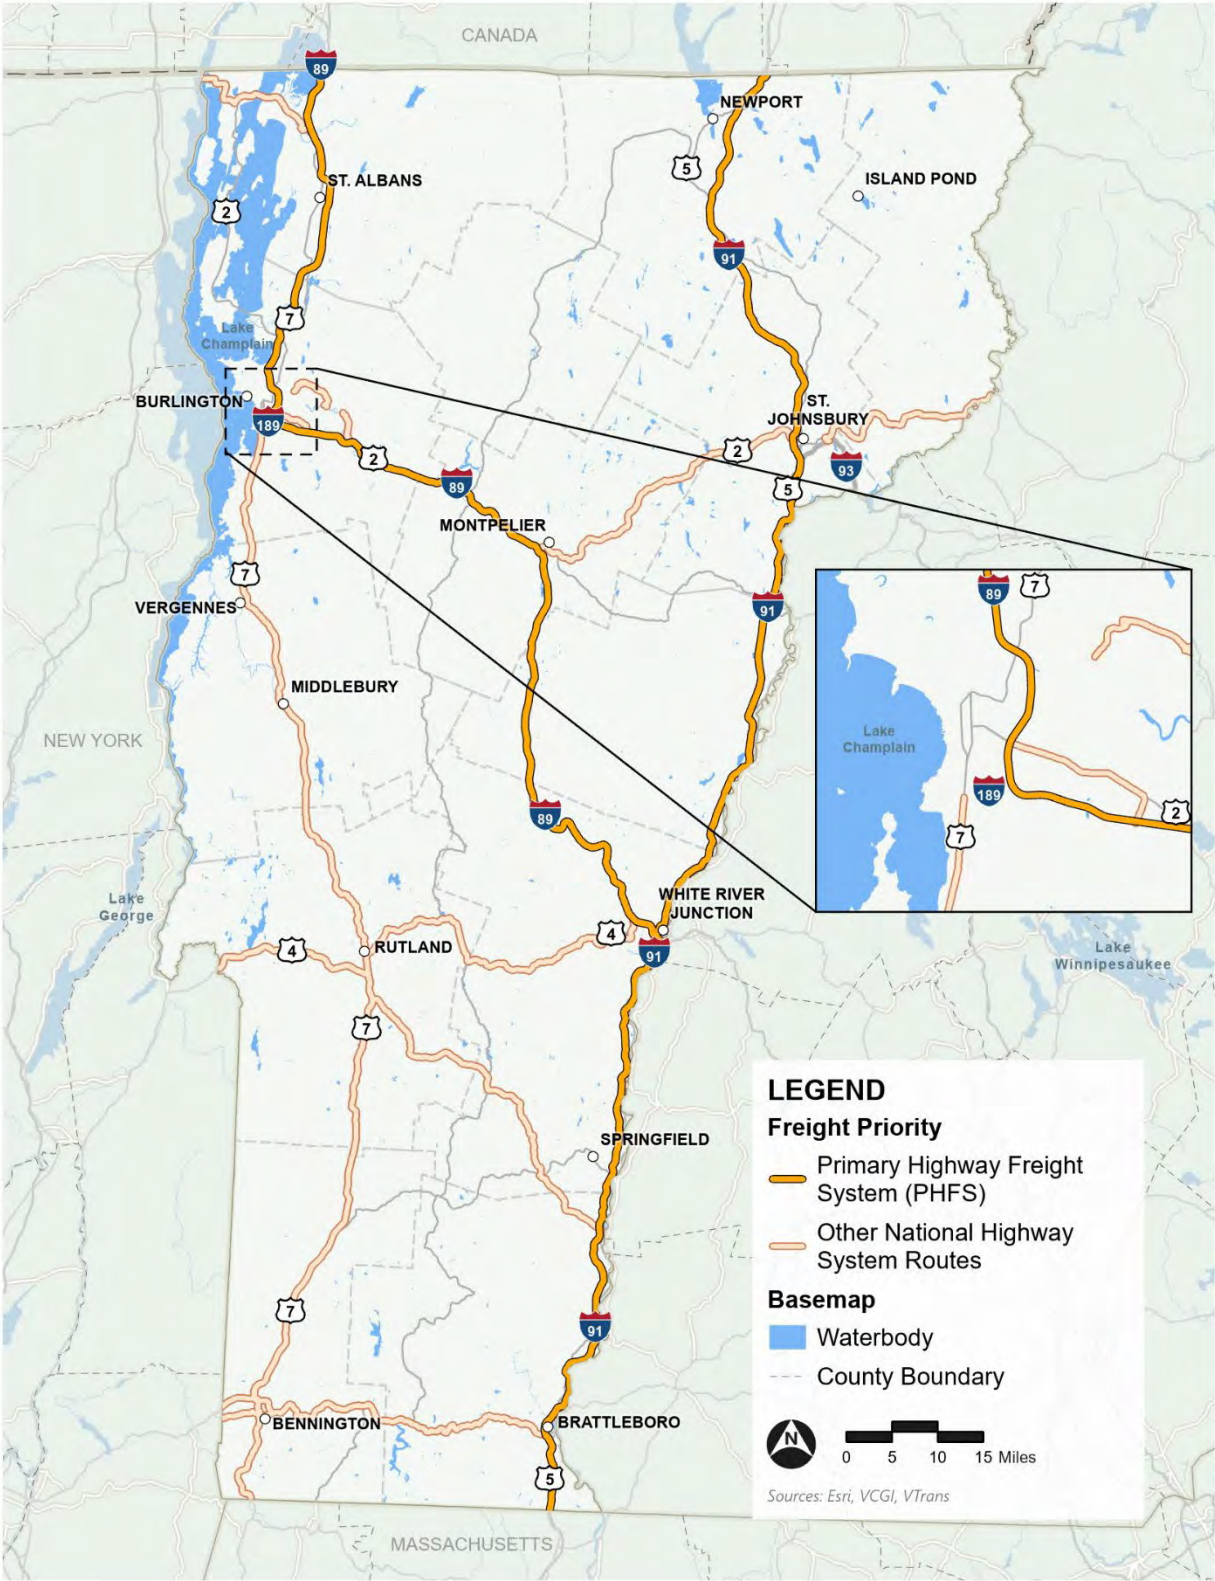 CANADA
89
NEWPORT
5
ISLAND POND
ST. ALBANS
2
91
7
Lake
Champlain
BURLINGTON
189
ST.
JOHNSBURY
2
2
93
89
5
MONTPELIER
7
91
VERGENNES
89
7
MIDDLEBURY
NEW YORK
Lake
Champlain
189
2
7
89
Lake
George
WHITE RIVER
JUNCTION
4
RUTLAND
4
91
Lake
Winnipesaukee
7
SPRINGFIELD
7
91
BENNINGTON
BRATTLEBORO
5
MASSACHUSETTS
LEGEND
Freight Priority
Primary Highway Freight
System (PHFS)
Other National Highway
System Routes
Basemap
Waterbody
County Boundary
N
0 5 10 15 Miles
Sources: Esri, VCGI, VTrans